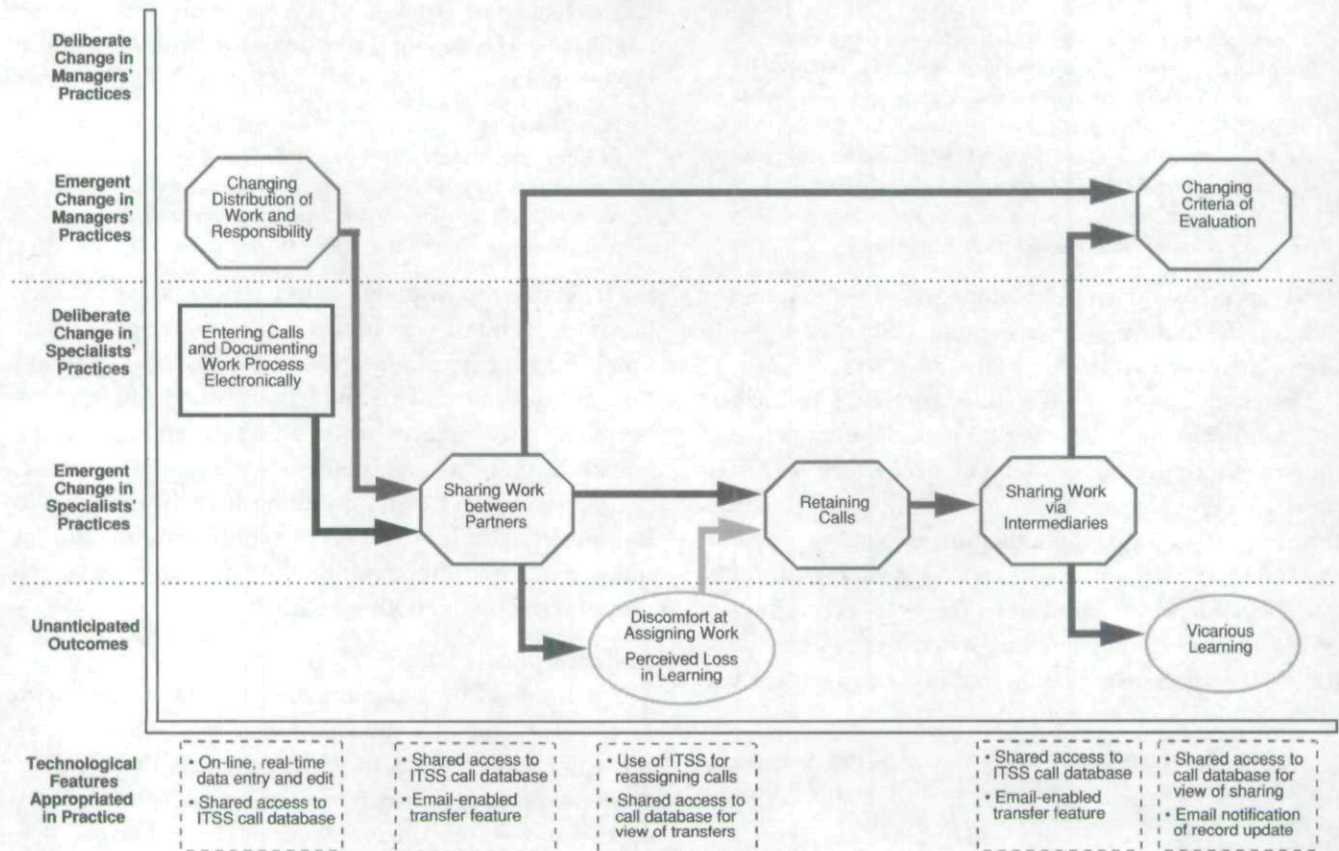 Deliberate
Change in
Managers'
Practices
Emergent
Change in
Managers'
Practices
Changing
Distribution of
Work and
Responsibility
Changing
Criteria of
Evaluation
Deliberate
Change in
Specialists'
Practices
Entering Calls
and Documenting
Work Process
Electronically
Emergent
Change in
Specialists'
Practices
Sharing Work
between
Partners
Retaining
Calls
Sharing Work
via
Intermediaries
Unanticipated
Outcomes
Discomfort at
Assigning Work
Perceived Loss
in Learning
Vicarious
Learning
Technological
Features
Appropriated
in Practice
• On-line, real-time
data entry and edit
• Shared access to
ITSS call database
• Shared access to
ITSS call database
• Email-enabled
transfer feature
• Use of ITSS for
reassigning calls
• Shared access to
call database for
view of transfers
• Shared access to
ITSS call database
• Email-enabled
transfer feature
• Shared access to
call database for
view of sharing
• Email notification
of record update